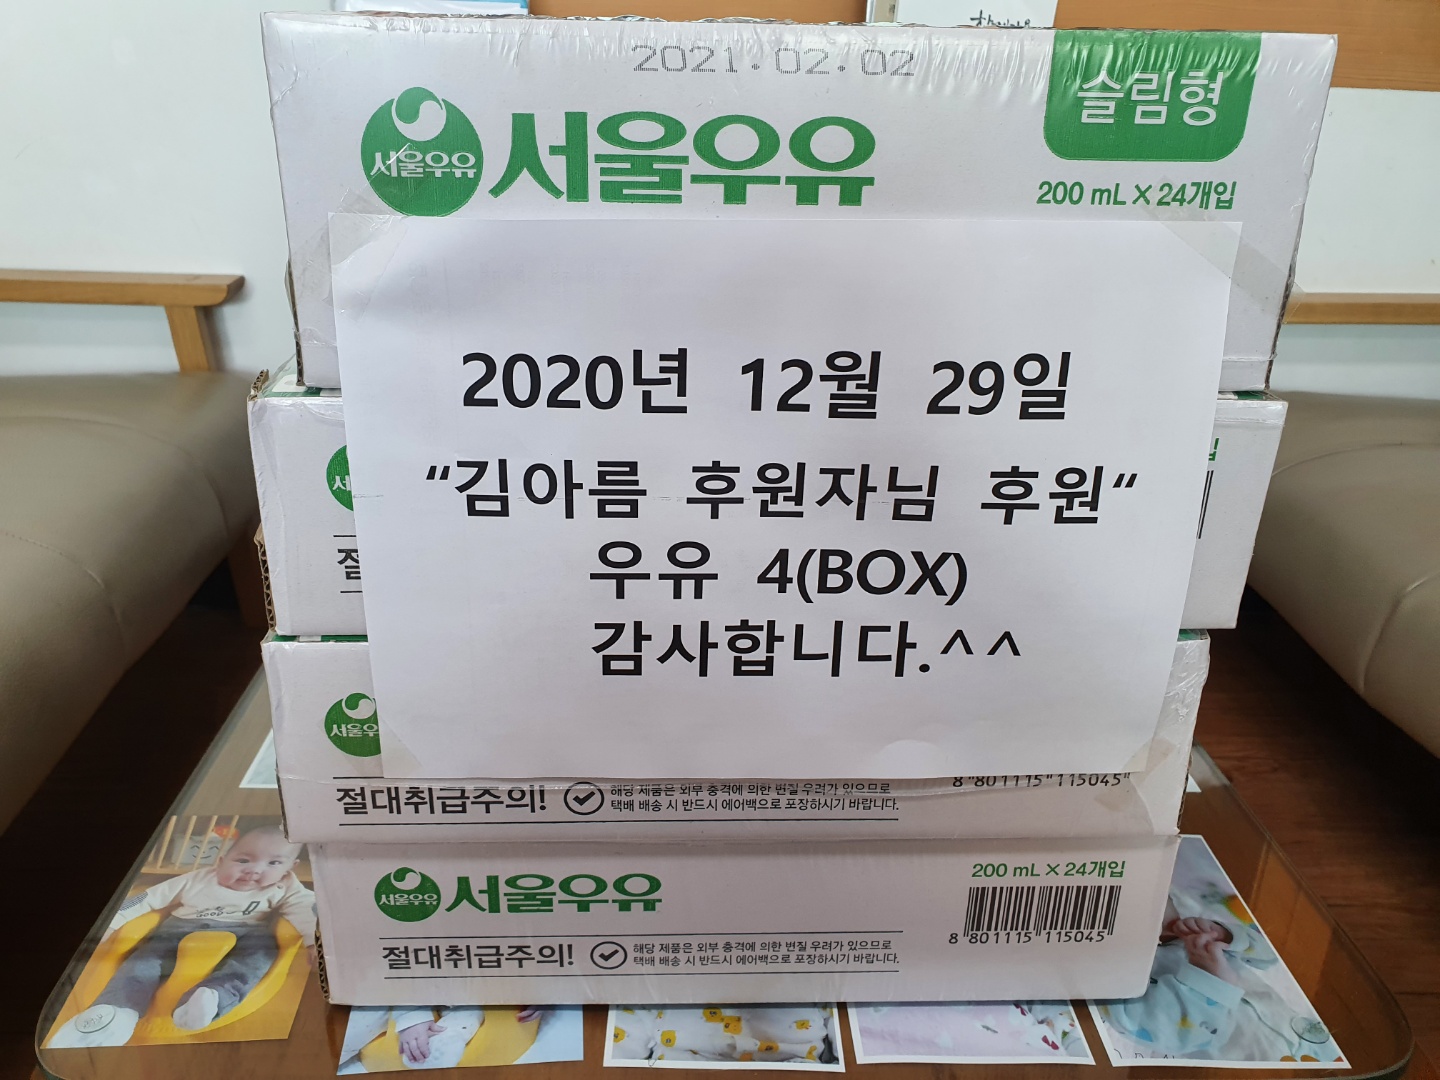 2021.02.02
서울우유 서울우유
슬림형
200 mL X 24개입
2020년 12월 29일
“김아름 후원자님 후원“
우유 4(BOX)
감사합니다.^^
서울우
8 801115 115045
절대취급주의!
해당 제품은 외부 충격에 의한 변질 우려가 있으므로
택배 배송 시 반드시 에어백으로 포장하시기 바랍니다.
서울우유 서울우유
200 mL X 24개입
8 801115 115045
절대취급주의!
해당 제품은 외부 충격에 의한 변질 우려가 있으므로
택배 배송 시 반드시 에어백으로 포장하시기 바랍니다.